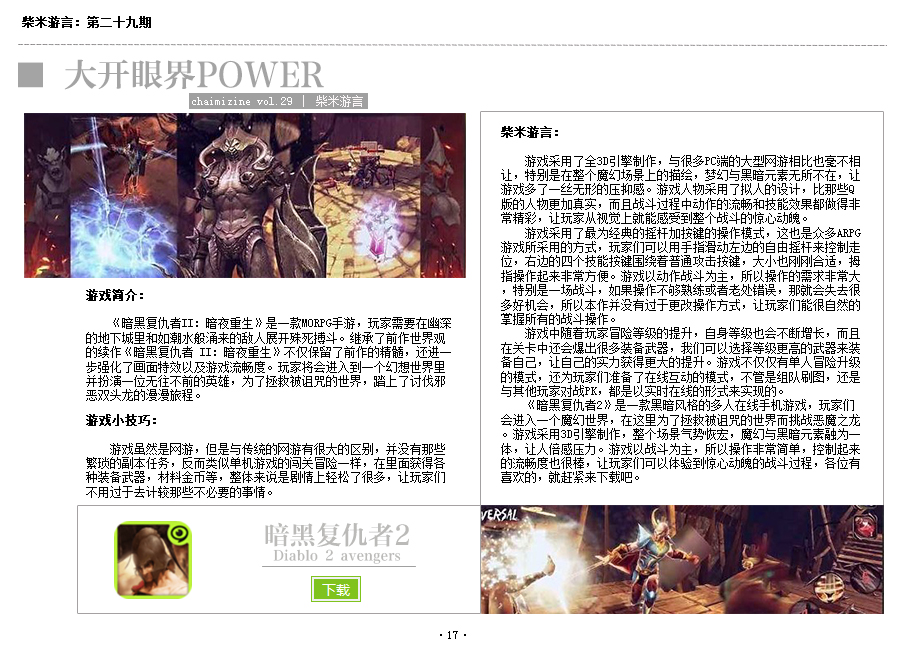 柴米游言：第二十九期
大开眼界POWER
chaimizine vol.29 | 柴米游言
游戏简介：
《暗黑复仇者II：暗夜重生》是一款MORPG手游，玩家需要在幽深
的地下城里和如潮水般涌来的敌人展开殊死搏斗。继承了前作世界观
的续作《暗黑复仇者 II：暗夜重生》不仅保留了前作的精髓，还进一
步强化了画面特效以及游戏流畅度。玩家将会进入到一个幻想世界里
并扮演一位无往不前的英雄，为了拯救被诅咒的世界，踏上了讨伐邪
恶双头龙的漫漫旅程。
游戏小技巧：
游戏虽然是网游，但是与传统的网游有很大的区别，并没有那些
繁琐的副本任务，反而类似单机游戏的闯关冒险一样，在里面获得各
种装备武器，材料金币等，整体来说是剧情上轻松了很多，让玩家们
不用过于去计较那些不必要的事情。
暗黑复仇者2
Diablo 2 avengers
下载
柴米游言：
游戏采用了全3D引擎制作，与很多PC端的大型网游相比也毫不相
让，特别是在整个魔幻场景上的描绘，梦幻与黑暗元素无所不在，让
游戏多了一丝无形的压抑感。游戏人物采用了拟人的设计，比那些Q
版的人物更加真实，而且战斗过程中动作的流畅和技能效果都做得非
常精彩，让玩家从视觉上就能感受到整个战斗的惊心动魄。
游戏采用了最为经典的摇杆加按键的操作模式，这也是众多ARPG
游戏所采用的方式，玩家们可以用手指滑动左边的自由摇杆来控制走
位，右边的四个技能按键围绕着普通攻击按键，大小也刚刚合适，拇
指操作起来非常方便。游戏以动作战斗为主，所以操作的需求非常大
，特别是一场战斗，如果操作不够熟练或者老处错误，那就会失去很
多好机会，所以本作并没有过于更改操作方式，让玩家们能很自然的
掌握所有的战斗操作。
游戏中随着玩家冒险等级的提升，自身等级也会不断增长，而且
在关卡中还会爆出很多装备武器，我们可以选择等级更高的武器来装
备自己，让自己的实力获得更大的提升。游戏不仅仅有单人冒险升级
的模式，还为玩家们准备了在线互动的模式，不管是组队刷图，还是
与其他玩家对战PK，都是以实时在线的形式来实现的。
《暗黑复仇者2》是一款黑暗风格的多人在线手机游戏，玩家们
会进入一个魔幻世界，在这里为了拯救被诅咒的世界而挑战恶魔之龙
。游戏采用3D引擎制作，整个场景气势恢宏，魔幻与黑暗元素融为一
体，让人倍感压力。游戏以战斗为主，所以操作非常简单，控制起来
的流畅度也很棒，让玩家们可以体验到惊心动魄的战斗过程，各位有
喜欢的，就赶紧来下载吧。
VERSAL
·17·